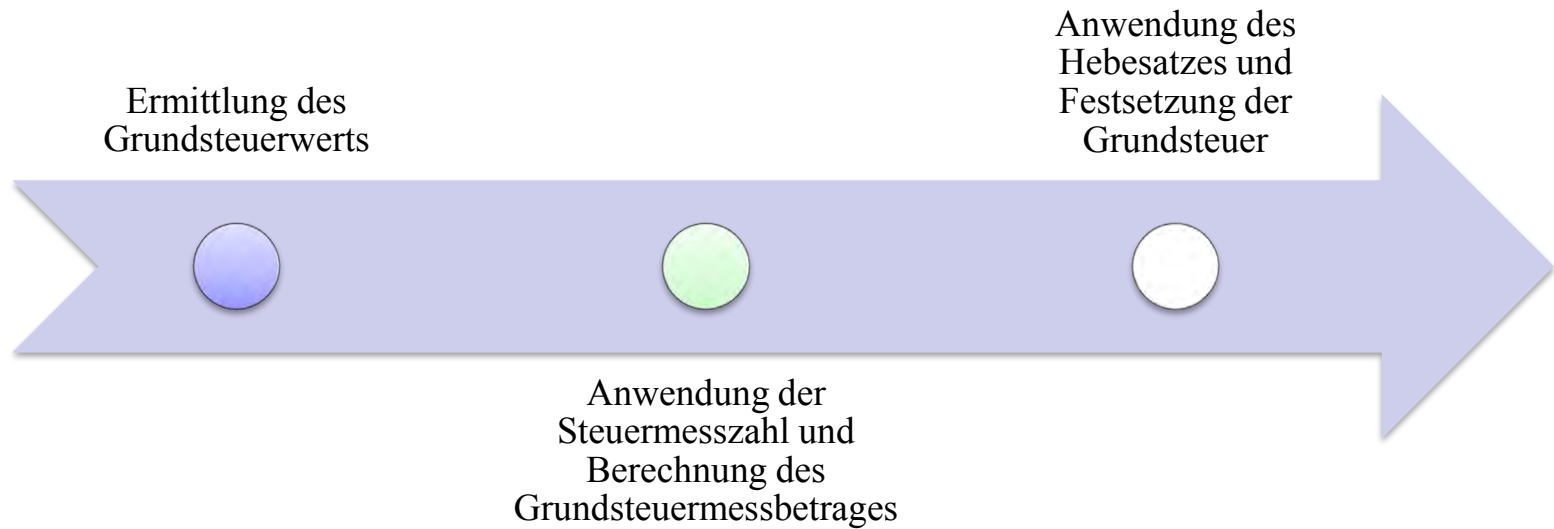 Ermittlung des
Grundsteuerwerts
Anwendung der
Steuermesszahl und
Berechnung des
Grundsteuermessbetrages
Anwendung des
Hebesatzes und
Festsetzung der
Grundsteuer